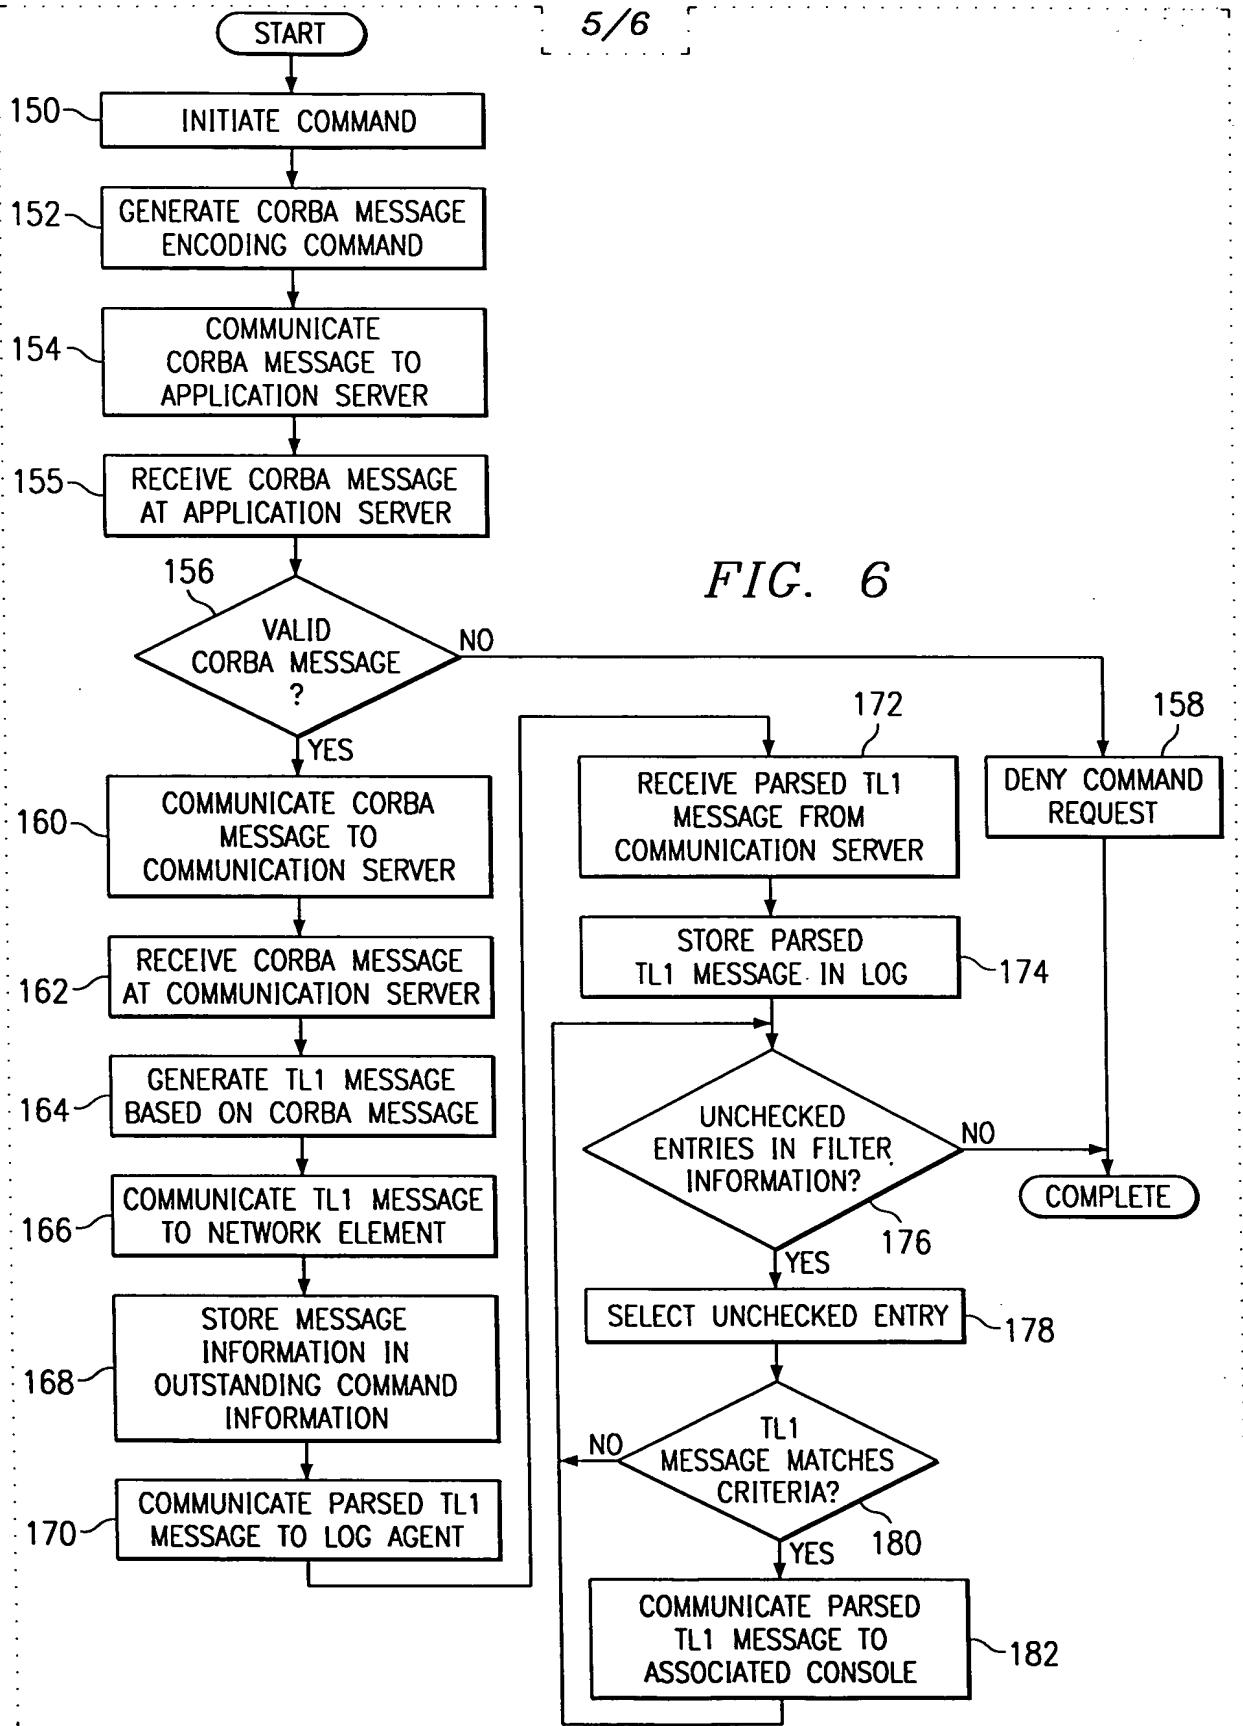 5/6
START
150
INITIATE COMMAND
152
GENERATE CORBA MESSAGE
ENCODING COMMAND
154
COMMUNICATE
CORBA MESSAGE TO
APPLICATION SERVER
155
RECEIVE CORBA MESSAGE
AT APPLICATION SERVER
156
VALID
CORBA MESSAGE
?
NO
YES
FIG. 6
160
COMMUNICATE CORBA
MESSAGE TO
COMMUNICATION SERVER
162
RECEIVE CORBA MESSAGE
AT COMMUNICATION SERVER
164
GENERATE TL1 MESSAGE
BASED ON CORBA MESSAGE
166
COMMUNICATE TL1 MESSAGE
TO NETWORK ELEMENT
168
STORE MESSAGE
INFORMATION IN
OUTSTANDING COMMAND
INFORMATION
170
COMMUNICATE PARSED TL1
MESSAGE TO LOG AGENT
172
RECEIVE PARSED TL1
MESSAGE FROM
COMMUNICATION SERVER
158
DENY COMMAND
REQUEST
STORE PARSED
TL1 MESSAGE IN LOG
174
UNCHECKED
ENTRIES IN FILTER
INFORMATION?
NO
176
YES
COMPLETE
SELECT UNCHECKED ENTRY
178
TL1
MESSAGE MATCHES
CRITERIA?
NO
180
YES
COMMUNICATE PARSED
TL1 MESSAGE TO
ASSOCIATED CONSOLE
182